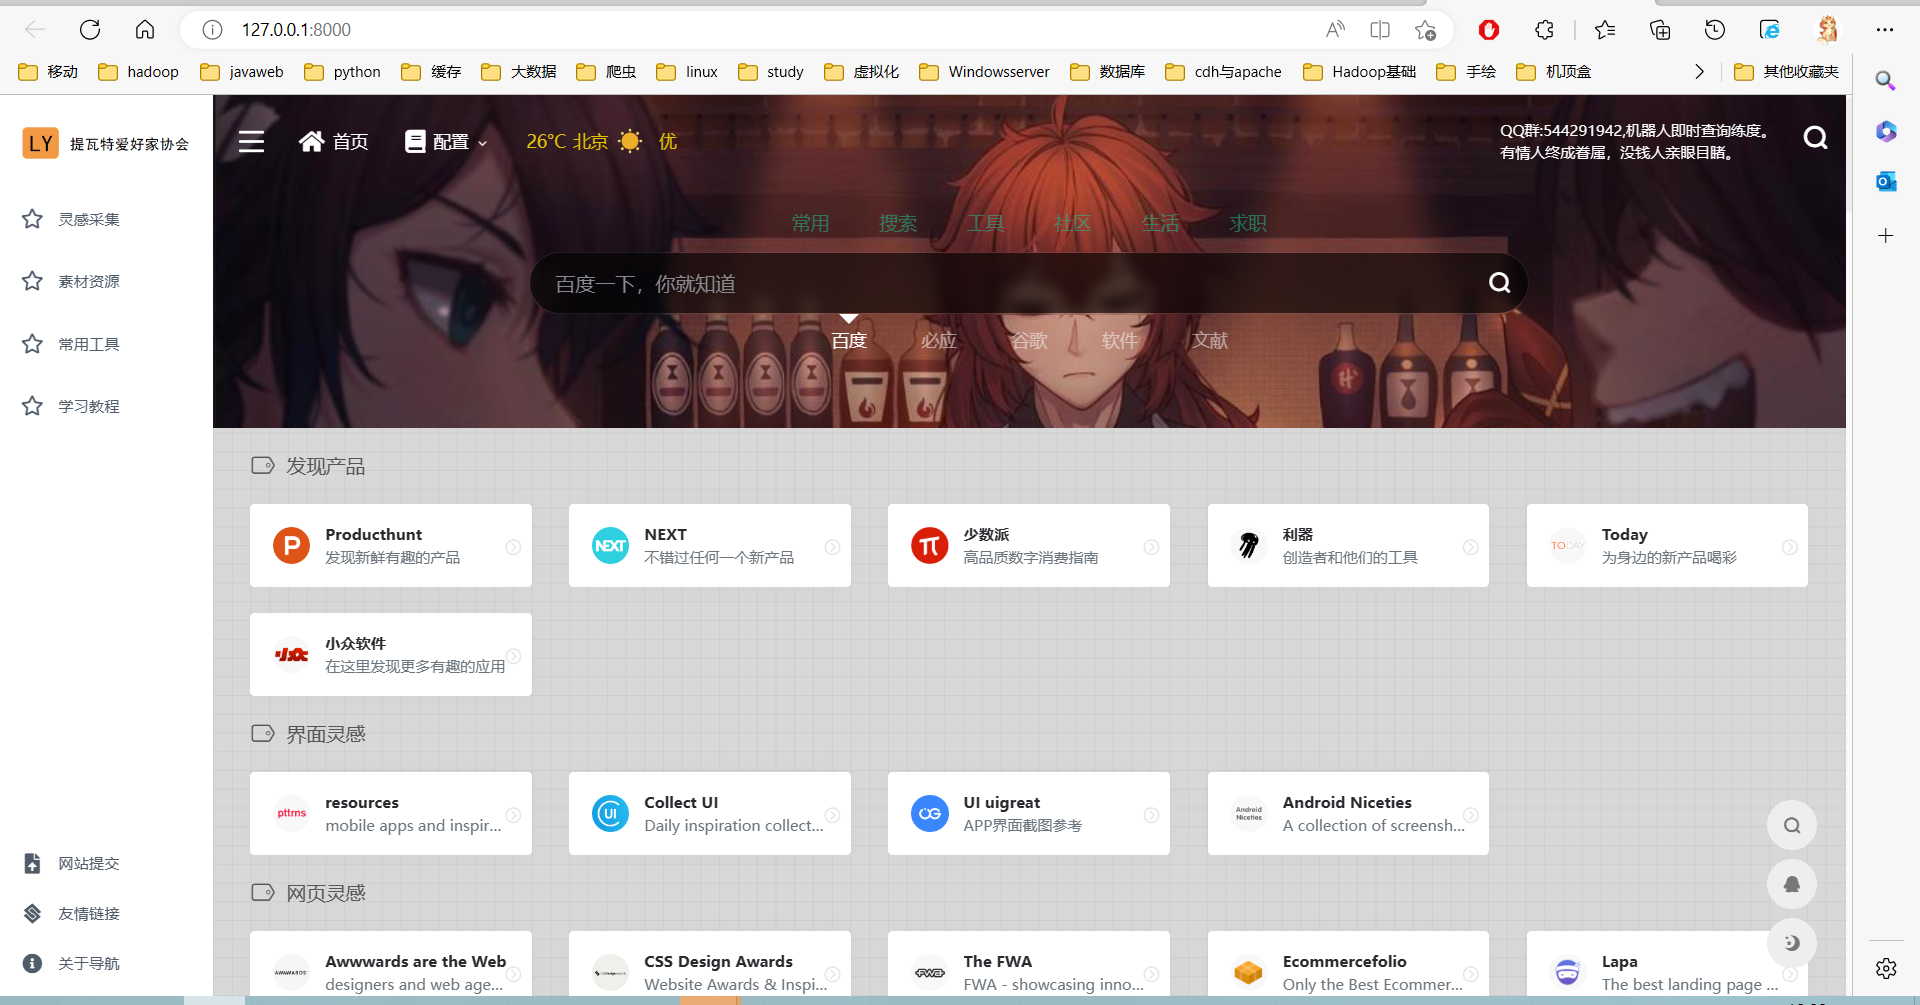 127.0.0.1:8000
移动 hadoop javaweb python 缓存 大数据 爬虫 linux study 虚拟化 Windowsserver 数据库 cdh与apache Hadoop基础 手绘 机顶盒 其他收藏夹
LY 提瓦特爱好家协会
灵感采集
素材资源
常用工具
学习教程
网站提交
友情链接
关于导航
首页 配置 26°C 北京 优
QQ群:544291942,机器人即时查询练度。
有情人终成眷属，没钱人亲眼目睹。
常用 搜索 工具 社区 生活 求职
百度一下，你就知道
百度 必应 谷歌 软件 文献
发现产品
Producthunt
发现新鲜有趣的产品
NEXT
NEXT
不错过任何一个新产品
少数派
高品质数字消费指南
利器
创造者和他们的工具
TODAY
Today
为身边的新产品喝彩
小众
小众软件
在这里发现更多有趣的应用
界面灵感
pttrns
resources
mobile apps and inspir...
UI
Collect UI
Daily inspiration collect...
UI uigreat
APP界面截图参考
Android
Niceties
Android Niceties
A collection of screensh...
网页灵感
AWWWARDS
Awwwards are the Web
designers and web age...
CSS Design Awards
Website Awards & Inspi...
FWA
The FWA
FWA - showcasing inno...
Ecommercefolio
Only the Best Ecommer...
Lapa
The best landing page ...